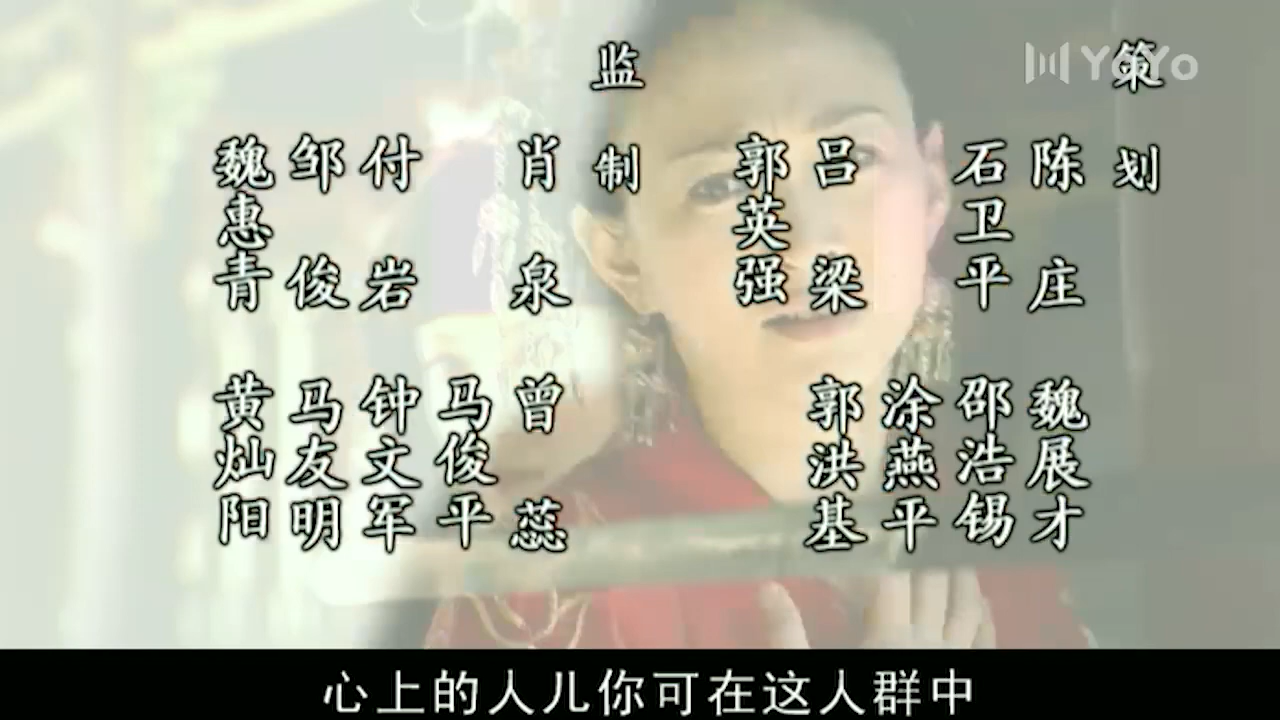 YoYo
策划
陈庄
石卫平
吕梁
郭英强
魏展才
邵浩锡
涂燕平
郭洪基
监制
肖泉
付岩
邹俊
魏惠青
曾蕊
马俊平
钟文军
马友明
黄灿阳
心上的人儿你可在这人群中